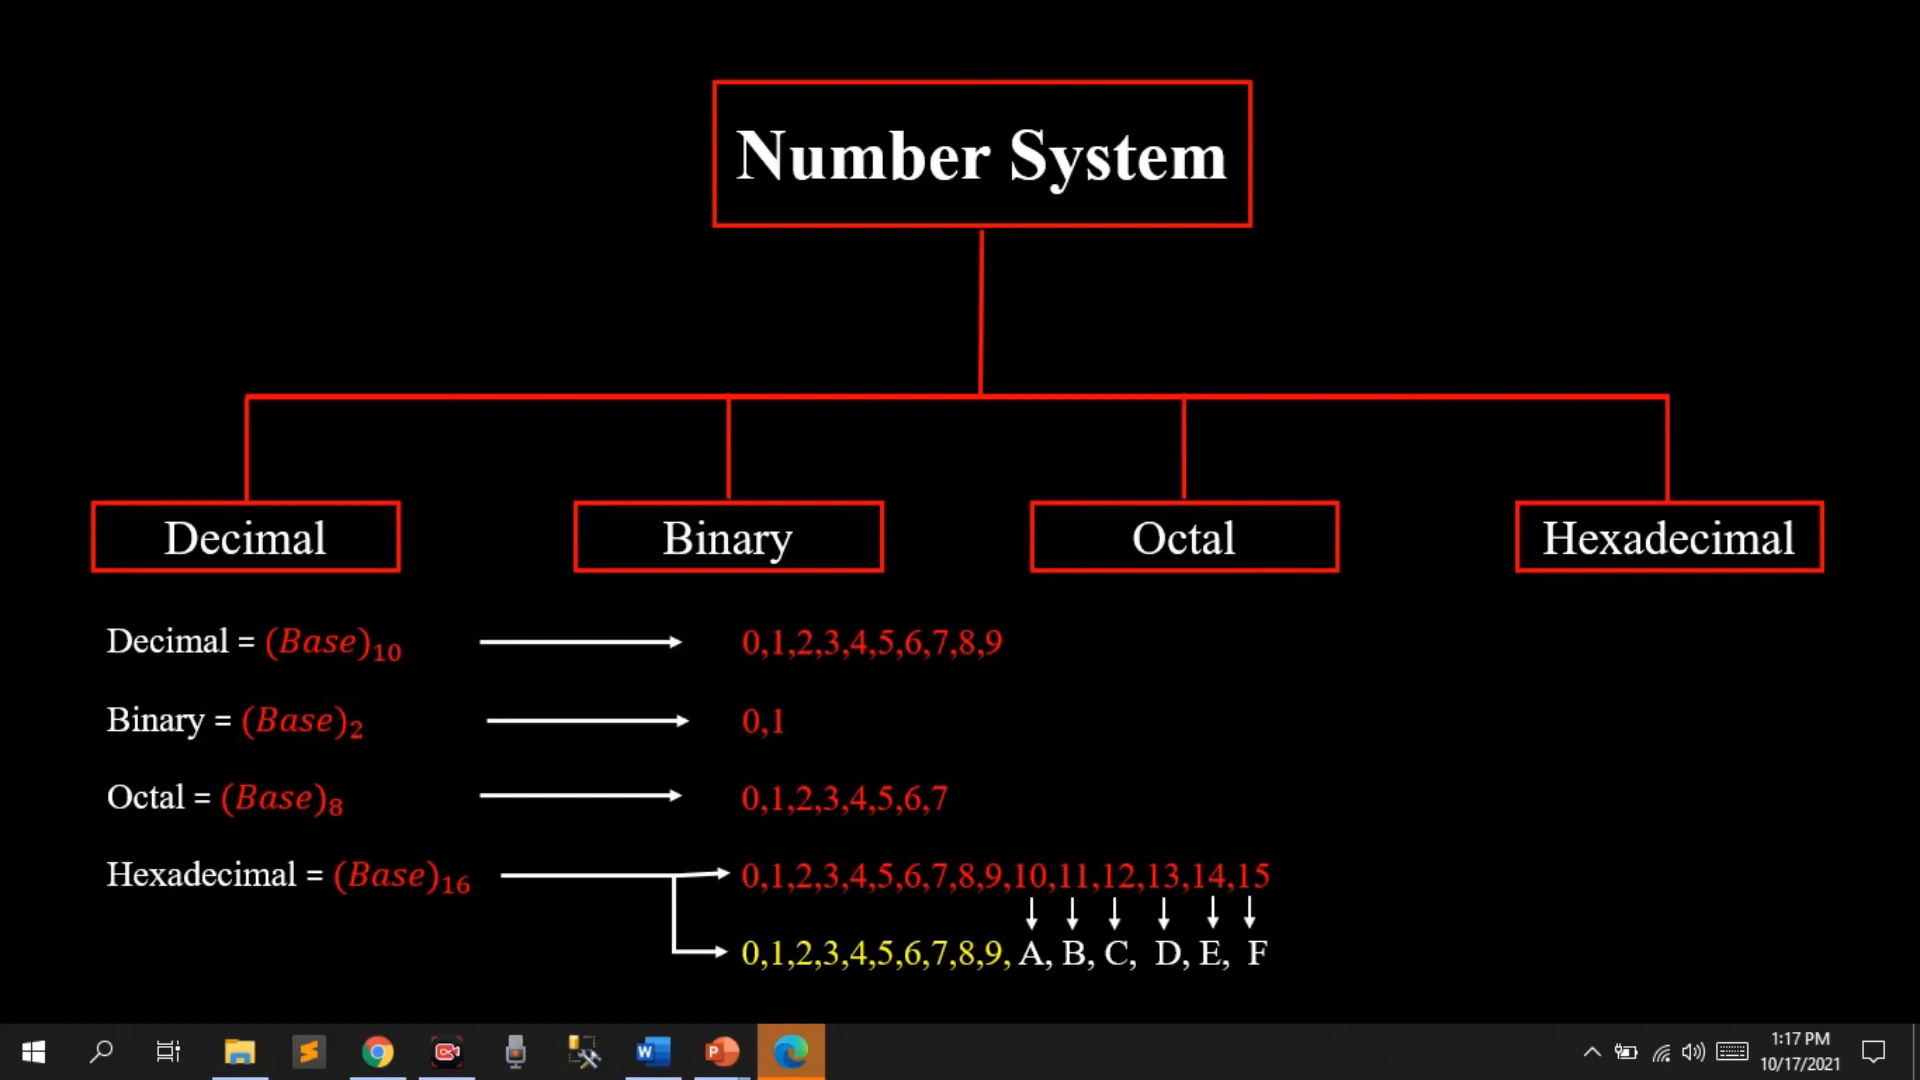 Number System
Decimal
Binary
Octal
Hexadecimal
Decimal = (Base)₁₀
0,1,2,3,4,5,6,7,8,9
Binary = (Base)₂
0,1
Octal = (Base)₈
0,1,2,3,4,5,6,7
Hexadecimal = (Base)₁₆
0,1,2,3,4,5,6,7,8,9,10,11,12,13,14,15
0,1,2,3,4,5,6,7,8,9, A, B, C, D, E, F
W
P
1:17 PM
10/17/2021